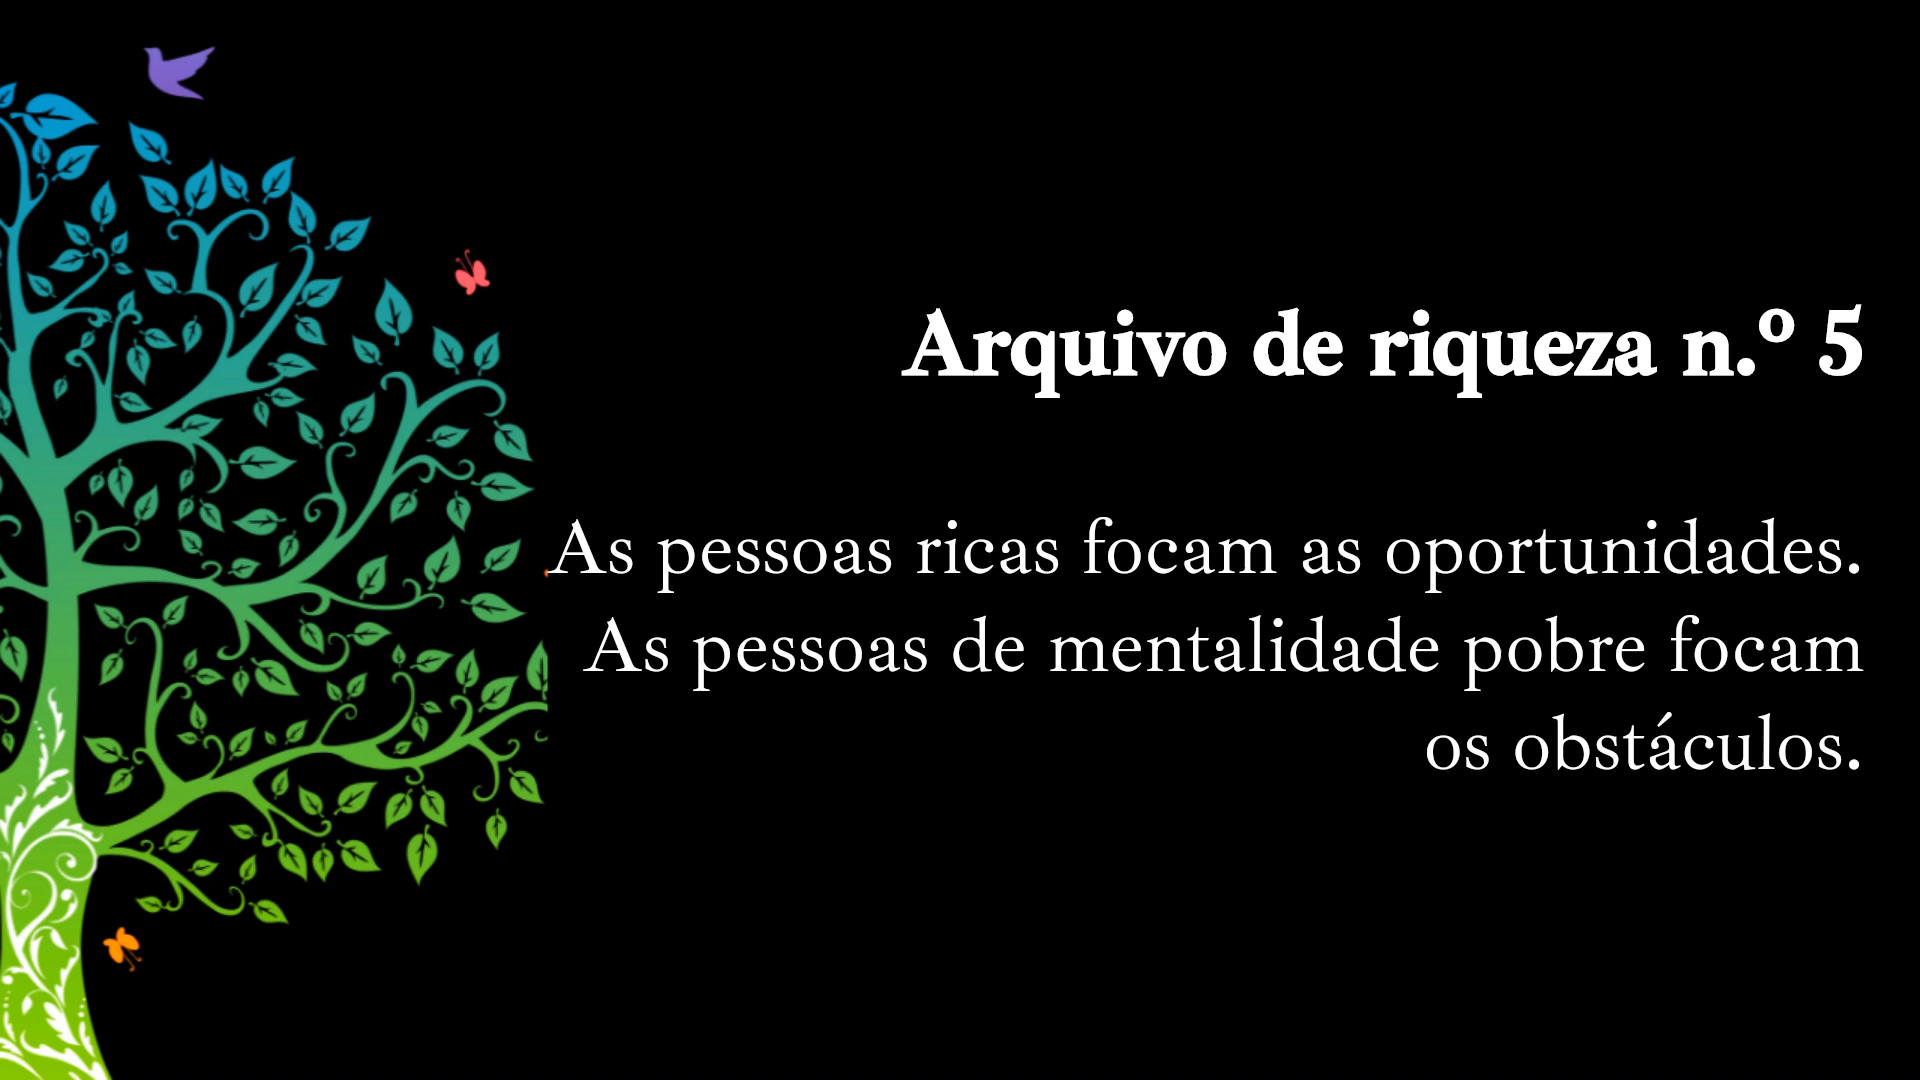 Arquivo de riqueza n.º 5
As pessoas ricas focam as oportunidades.
As pessoas de mentalidade pobre focam
os obstáculos.